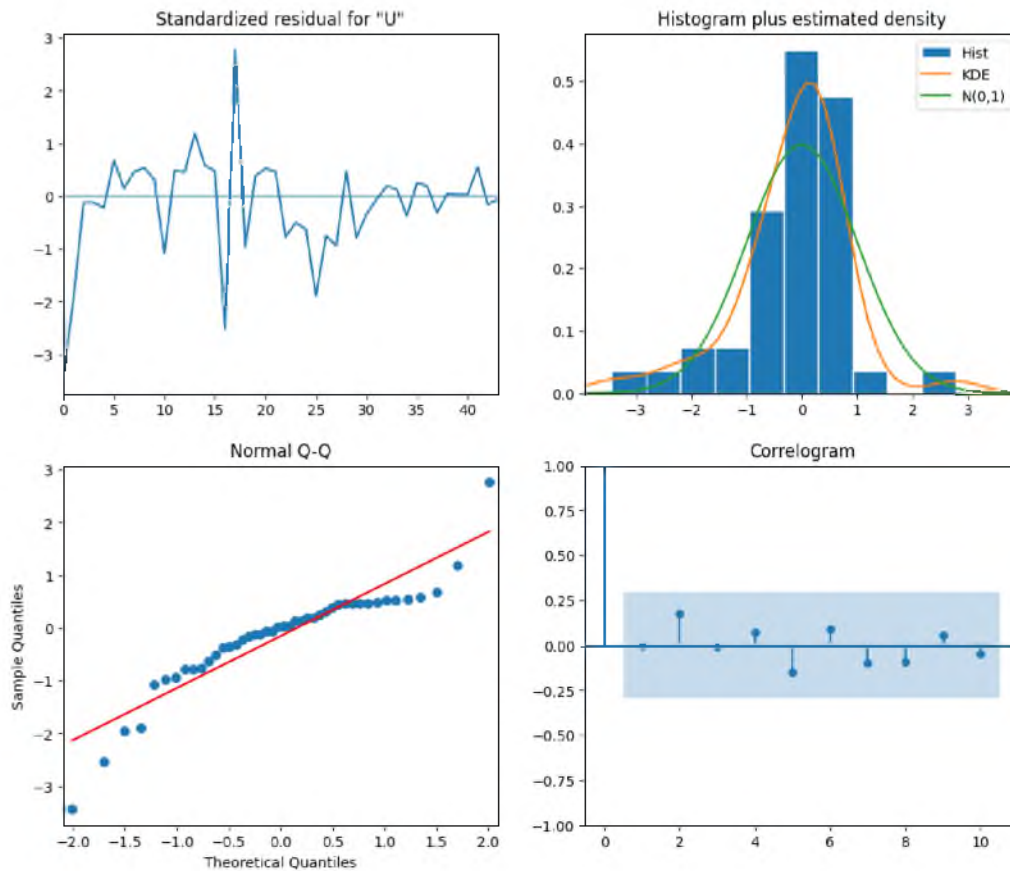 Standardized residual for "U"
3
2
1
0
−1
−2
−3
0 5 10 15 20 25 30 35 40
Histogram plus estimated density
Hist
KDE
N(0,1)
0.5
0.4
0.3
0.2
0.1
0.0
−3 −2 −1 0 1 2 3
Normal Q-Q
Sample Quantiles
3
2
1
0
−1
−2
−3
−2.0 −1.5 −1.0 −0.5 0.0 0.5 1.0 1.5 2.0
Theoretical Quantiles
Correlogram
1.00
0.75
0.50
0.25
0.00
−0.25
−0.50
−0.75
−1.00
0 2 4 6 8 10